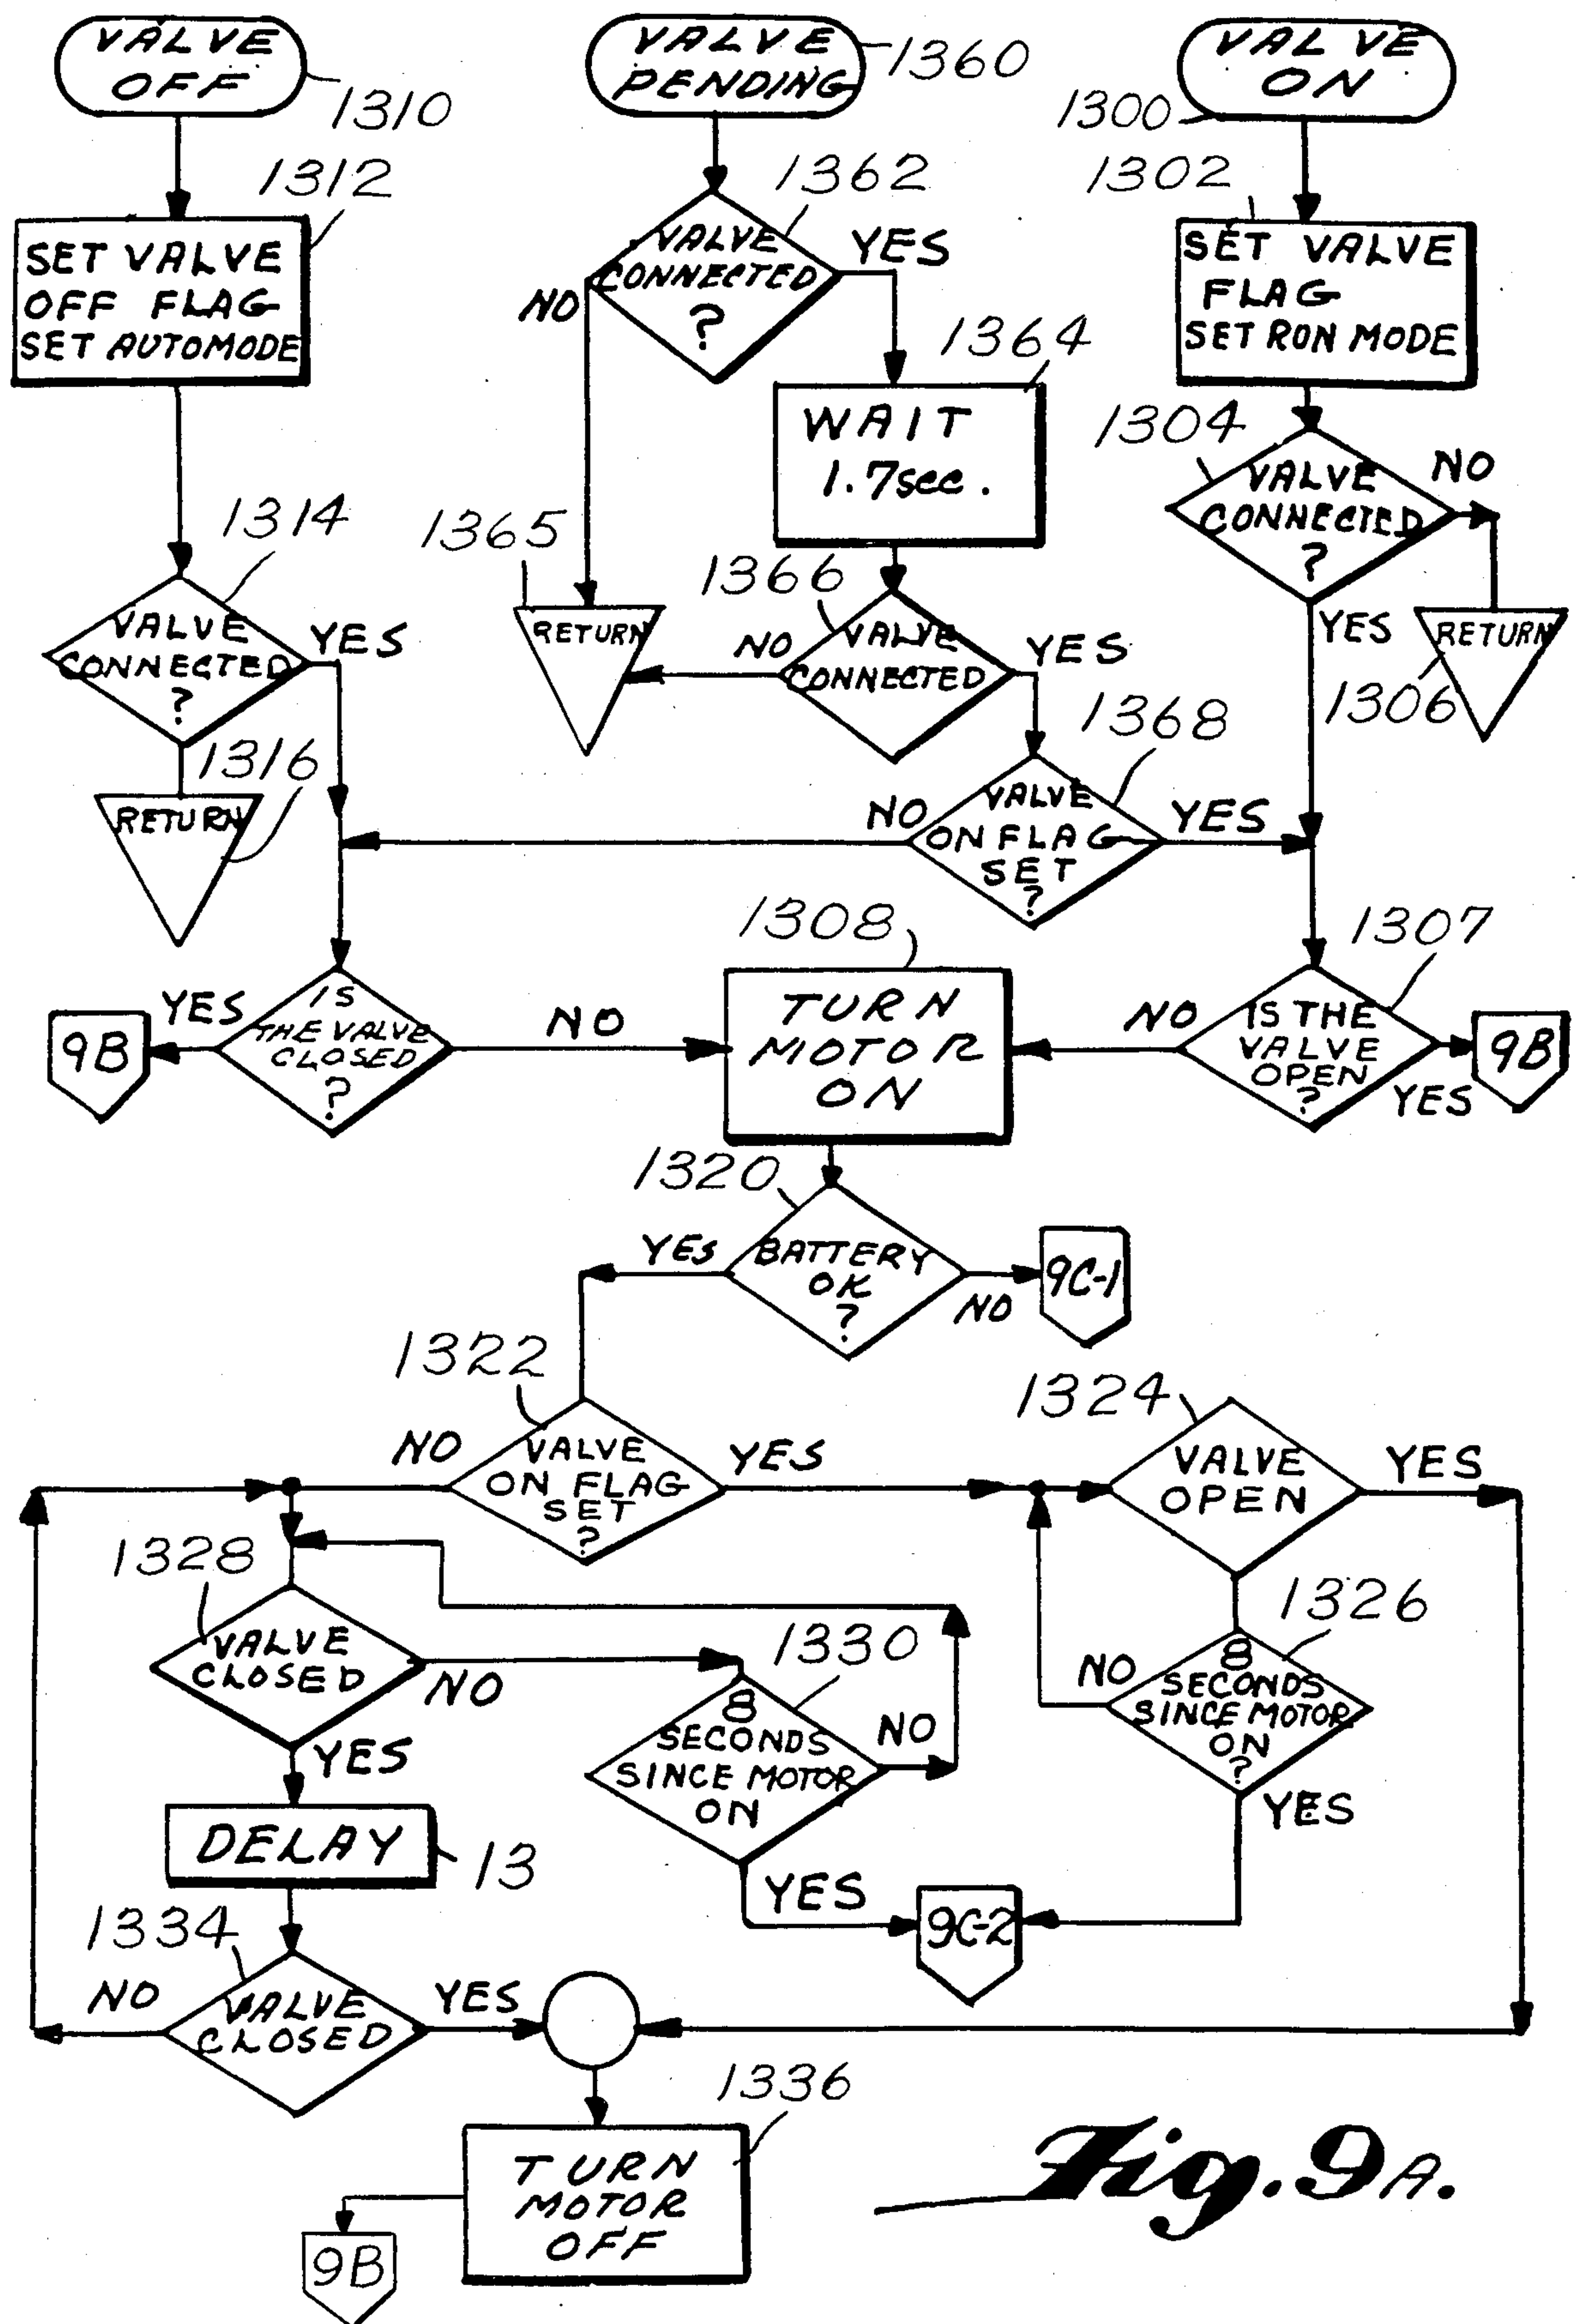 VALVE
OFF
1310
VALVE
PENDING
1360
VALVE
ON
1300
1312
SET VALVE
OFF FLAG
SET AUTOMODE
1362
VALVE
CONNECTED
?
YES
NO
1302
SET VALVE
FLAG
SET RON MODE
1364
WAIT
1.7sec.
1304
VALVE
CONNECTED
?
NO
YES
RETURN
1306
1314
VALVE
CONNECTED
?
YES
1316
RETURN
1365
RETURN
1366
VALVE
CONNECTED
NO
YES
1368
VALVE
ON FLAG
SET
?
NO
YES
1308
TURN
MOTOR
ON
1307
IS THE
VALVE
OPEN
?
NO
YES
9B
IS
THE VALVE
CLOSED
?
YES
NO
9B
1320
BATTERY
OK
?
YES
NO
9C-1
1322
VALVE
ON FLAG
SET
?
NO
YES
1324
VALVE
OPEN
YES
1328
VALVE
CLOSED
NO
YES
1330
8
SECONDS
SINCE MOTOR
ON
NO
YES
1326
8
SECONDS
SINCE MOTOR
ON
?
NO
YES
DELAY
13
9C-2
1334
VALVE
CLOSED
NO
YES
1336
TURN
MOTOR
OFF
9B
Fig. 9A.